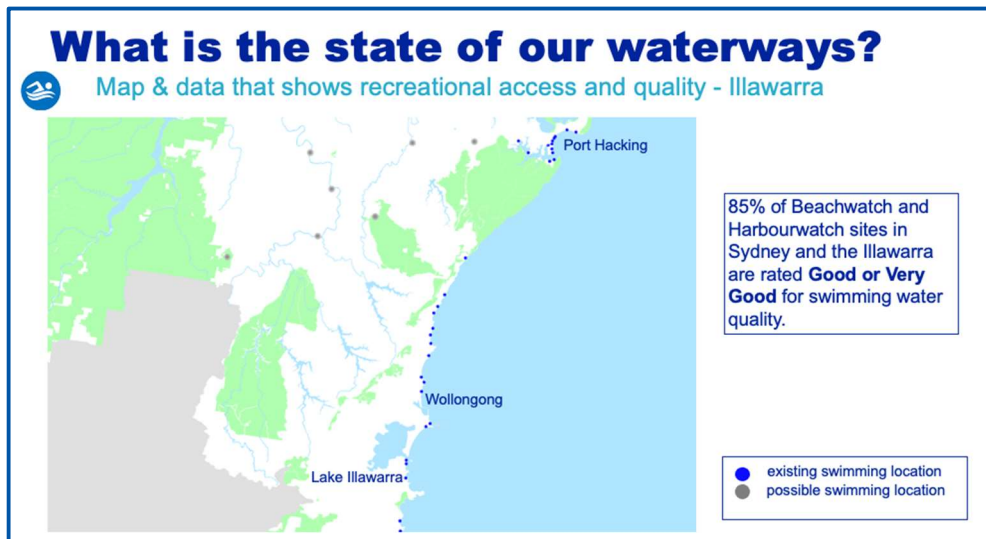 What is the state of our waterways?
Map & data that shows recreational access and quality - Illawarra
Port Hacking
85% of Beachwatch and
Harbourwatch sites in
Sydney and the Illawarra
are rated Good or Very
Good for swimming water
quality.
Wollongong
Lake Illawarra
existing swimming location
possible swimming location